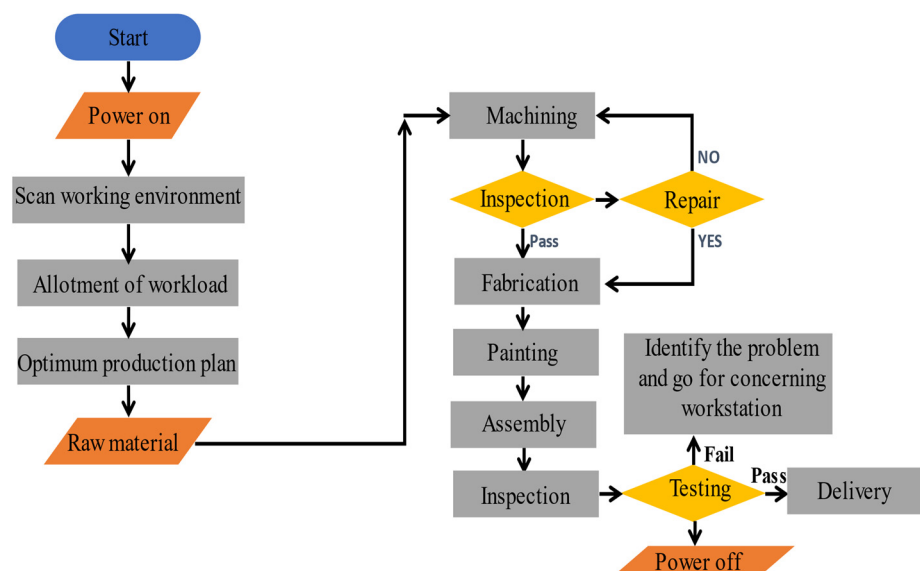 Start
Power on
Scan working environment
Allotment of workload
Optimum production plan
Raw material
Machining
NO
Inspection
Repair
Pass
YES
Fabrication
Painting
Identify the problem
and go for concerning
workstation
Assembly
Fail
Inspection
Testing
Pass
Delivery
Power off